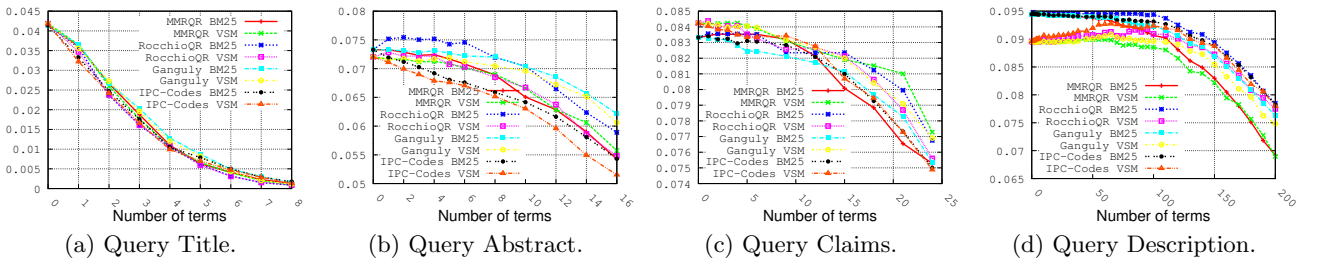 0.045
0.04
0.035
0.03
0.025
0.02
0.015
0.01
0.005
0
0 1 2 3 4 5 6 7 8
MMRQR BM25
MMRQR VSM
RocchioQR BM25
RocchioQR VSM
Ganguly BM25
Ganguly VSM
IPC-Codes BM25
IPC-Codes VSM
Number of terms
(a) Query Title.
0.08
0.075
0.07
0.065
0.06
0.055
0.05
0 2 4 6 8 10 12 14 16
MMRQR BM25
MMRQR VSM
RocchioQR BM25
RocchioQR VSM
Ganguly BM25
Ganguly VSM
IPC-Codes BM25
IPC-Codes VSM
Number of terms
(b) Query Abstract.
0.085
0.084
0.083
0.082
0.081
0.08
0.079
0.078
0.077
0.076
0.075
0.074
0 5 10 15 20 25
MMRQR BM25
MMRQR VSM
RocchioQR BM25
RocchioQR VSM
Ganguly BM25
Ganguly VSM
IPC-Codes BM25
IPC-Codes VSM
Number of terms
(c) Query Claims.
0.095
0.09
0.085
0.08
0.075
0.07
0.065
0 50 100 150 200
MMRQR BM25
MMRQR VSM
RocchioQR BM25
RocchioQR VSM
Ganguly BM25
Ganguly VSM
IPC-Codes BM25
IPC-Codes VSM
Number of terms
(d) Query Description.